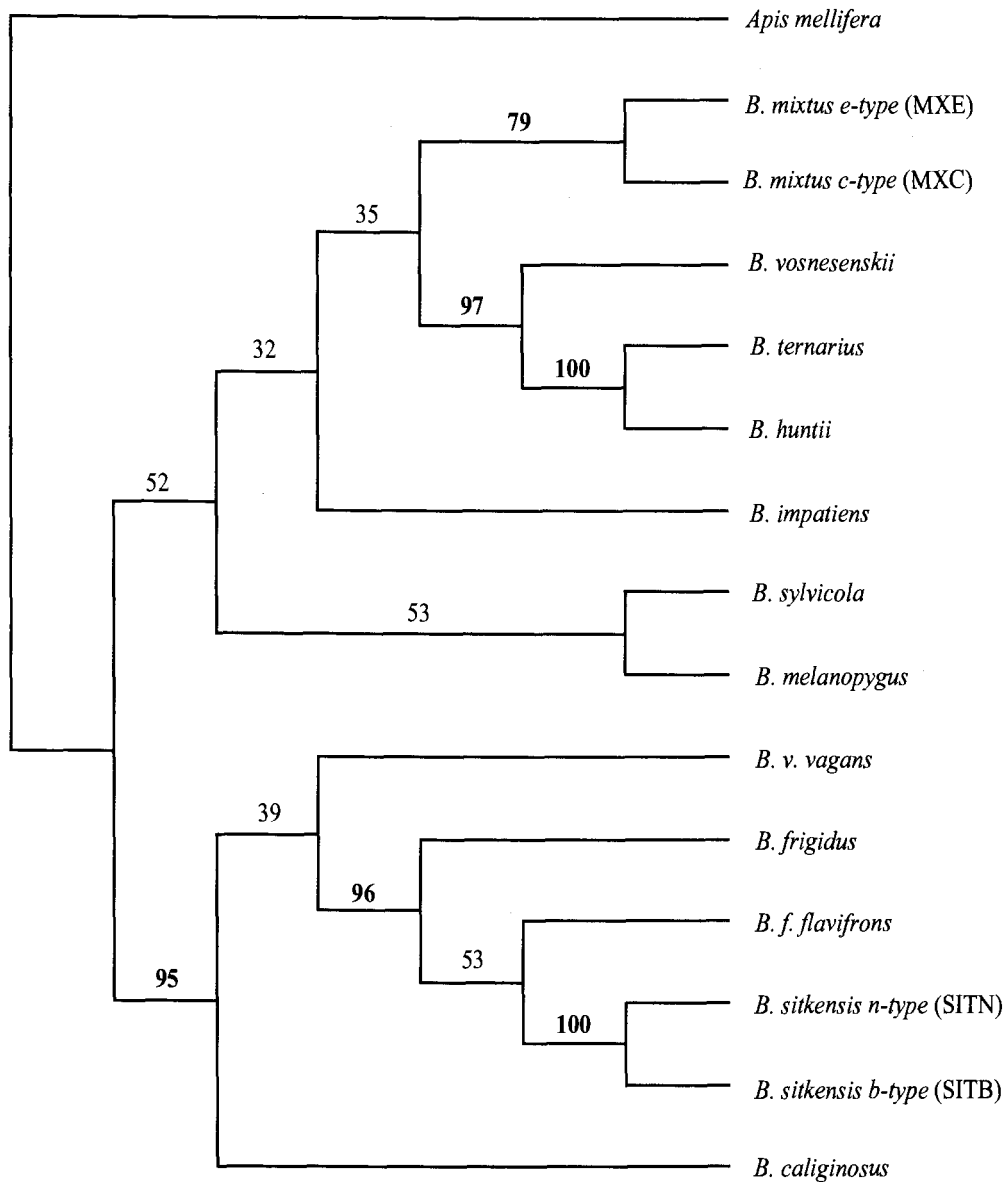 Apis mellifera
B. mixtus e-type (MXE)
79
B. mixtus c-type (MXC)
35
B. vosnesenskii
97
B. ternarius
32
100
B. huntii
52
B. impatiens
B. sylvicola
53
B. melanopygus
B. v. vagans
39
B. frigidus
96
B. f. flavifrons
53
95
B. sitkensis n-type (SITN)
100
B. sitkensis b-type (SITB)
B. caliginosus